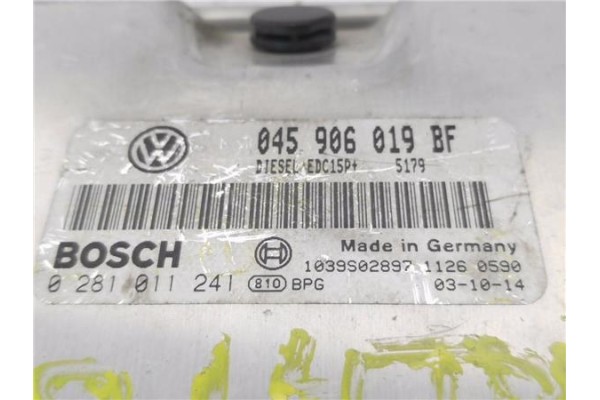 VW 045 906 019 BF
DIESEL EDC15P+ 5179
BOSCH Made in Germany
1039S02897 1126 0590
0 281 011 241 810 BPG 03-10-14